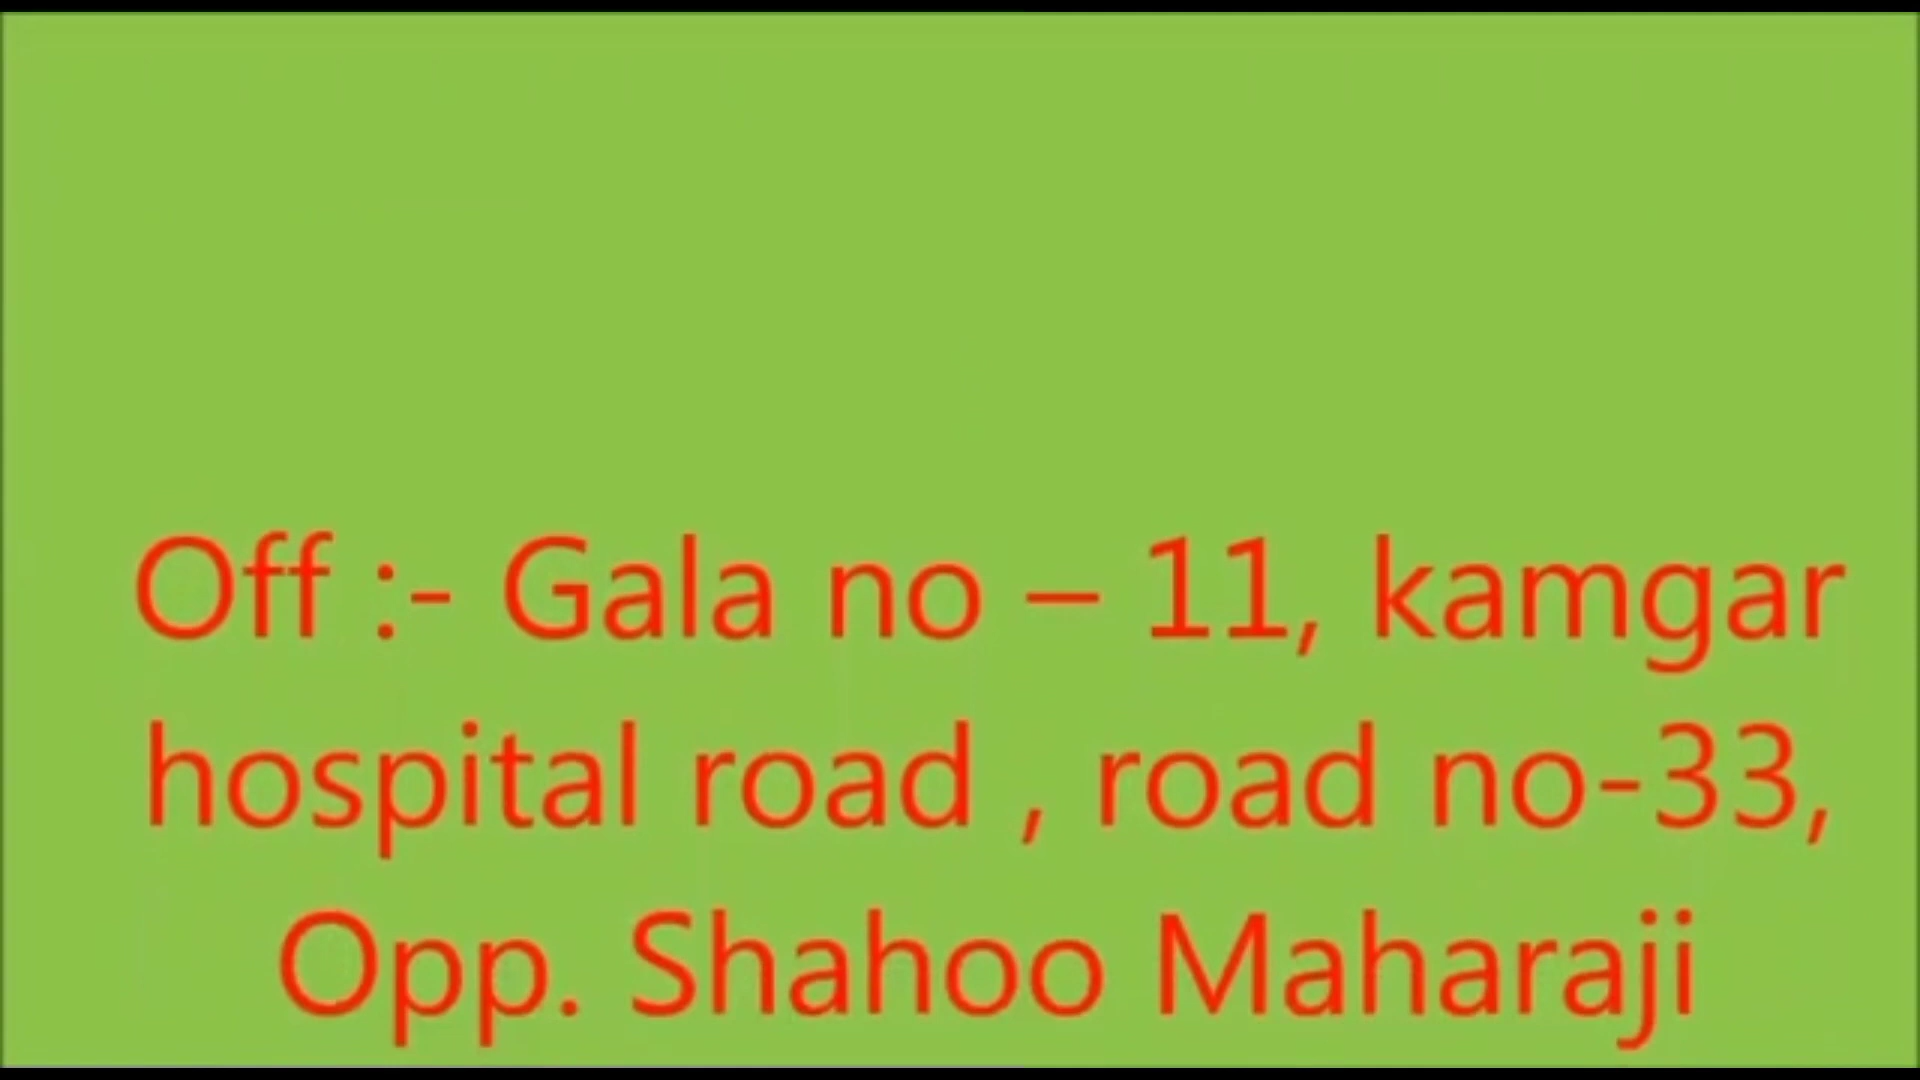 Off :- Gala no – 11, kamgar
hospital road , road no-33,
Opp. Shahoo Maharaji